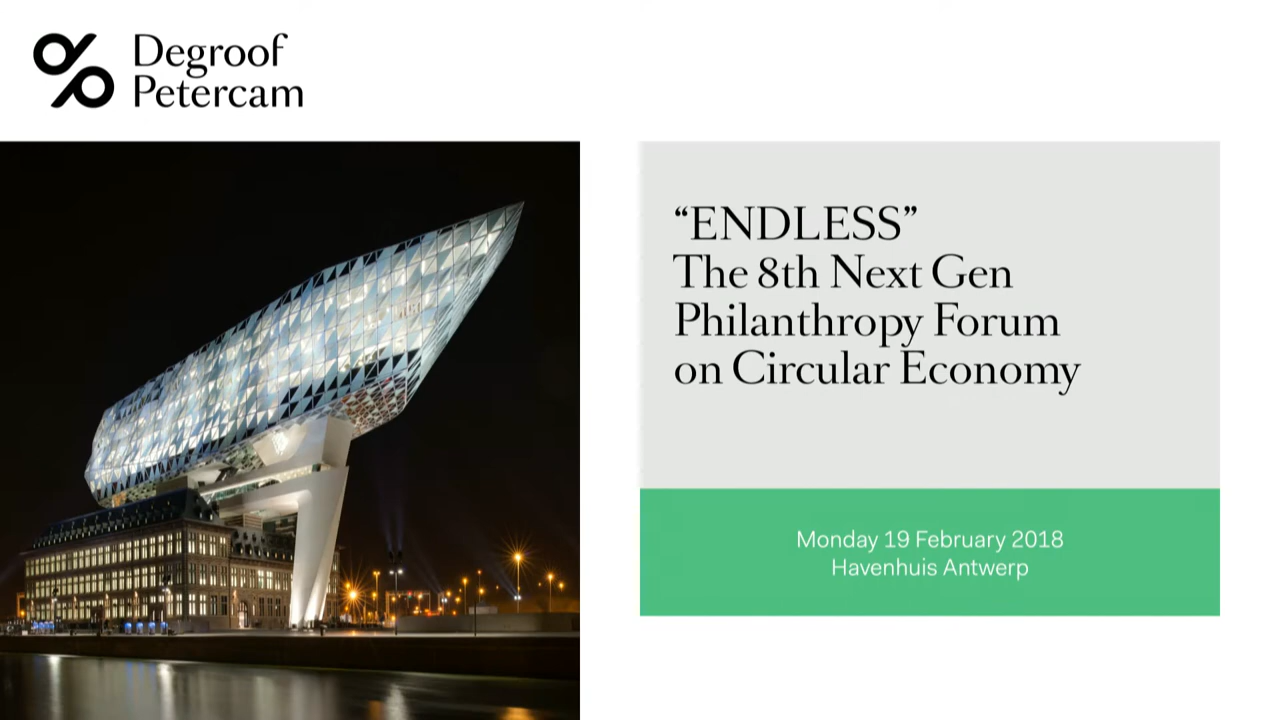 Degroof
Petercam
“ENDLESS”
The 8th Next Gen
Philanthropy Forum
on Circular Economy
Monday 19 February 2018
Havenhuis Antwerp